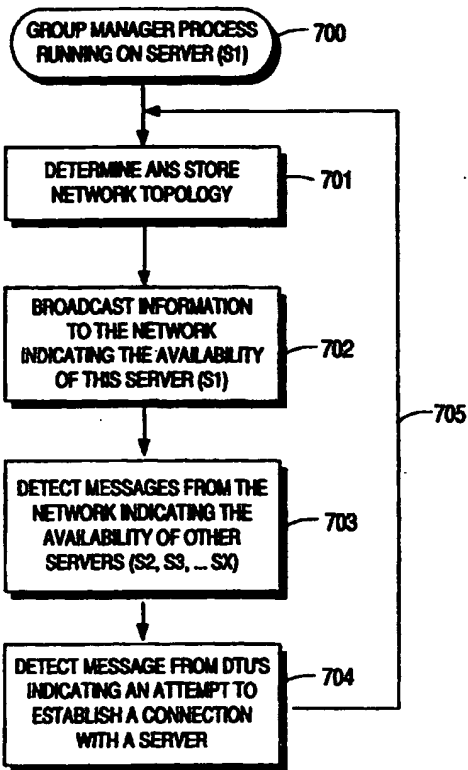 GROUP MANAGER PROCESS
RUNNING ON SERVER (S1)
700
DETERMINE ANS STORE
NETWORK TOPOLOGY
701
BROADCAST INFORMATION
TO THE NETWORK
INDICATING THE AVAILABILITY
OF THIS SERVER (S1)
702
705
DETECT MESSAGES FROM THE
NETWORK INDICATING THE
AVAILABILITY OF OTHER
SERVERS (S2, S3, ... SX)
703
DETECT MESSAGE FROM DTU'S
INDICATING AN ATTEMPT TO
ESTABLISH A CONNECTION
WITH A SERVER
704